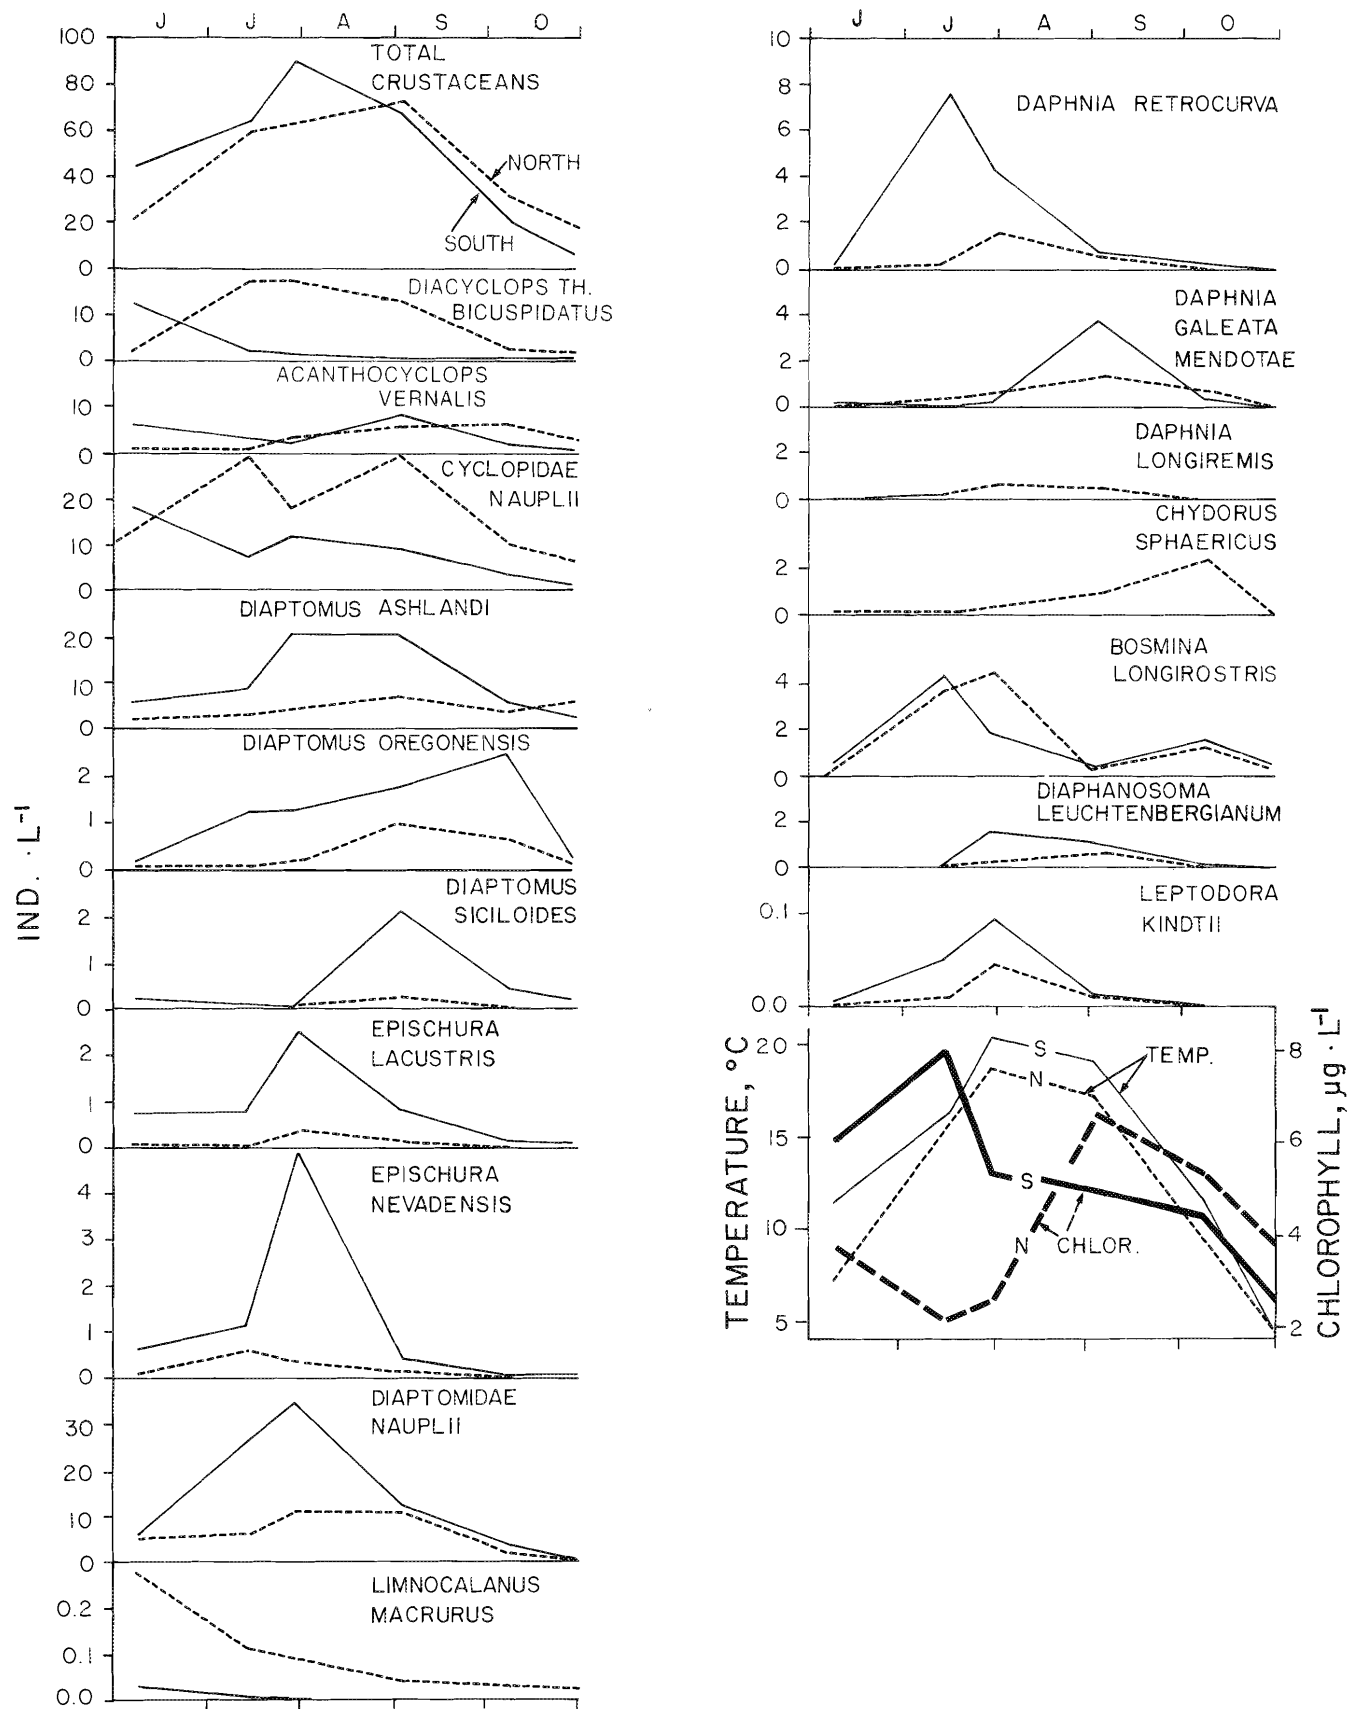 J J A S O
100
TOTAL
CRUSTACEANS
80
60
NORTH
40
20
SOUTH
0
DIACYCLOPS TH.
BICUSPIDATUS
10
0
ACANTHOCYCLOPS
VERNALIS
10
0
CYCLOPIDAE
NAUPLII
20
10
0
DIAPTOMUS ASHLANDI
20
10
0
DIAPTOMUS OREGONENSIS
2
1
0
DIAPTOMUS
SICILOIDES
2
1
0
EPISCHURA
LACUSTRIS
2
1
0
EPISCHURA
NEVADENSIS
4
3
2
1
0
DIAPTOMIDAE
NAUPLII
30
20
10
0
LIMNOCALANUS
MACRURUS
0.2
0.1
0.0
IND. · L⁻¹
J J A S O
10
8
DAPHNIA RETROCURVA
6
4
2
0
DAPHNIA
GALEATA
MENDOTAE
4
2
0
DAPHNIA
LONGIREMIS
2
0
CHYDORUS
SPHAERICUS
2
0
BOSMINA
LONGIROSTRIS
4
2
0
DIAPHANOSOMA
LEUCHTENBERGIANUM
2
0
LEPTODORA
KINDTII
0.1
0.0
TEMPERATURE, °C
20
15
10
5
S
N
TEMP.
S
N
CHLOR.
8
6
4
2
CHLOROPHYLL, µg · L⁻¹